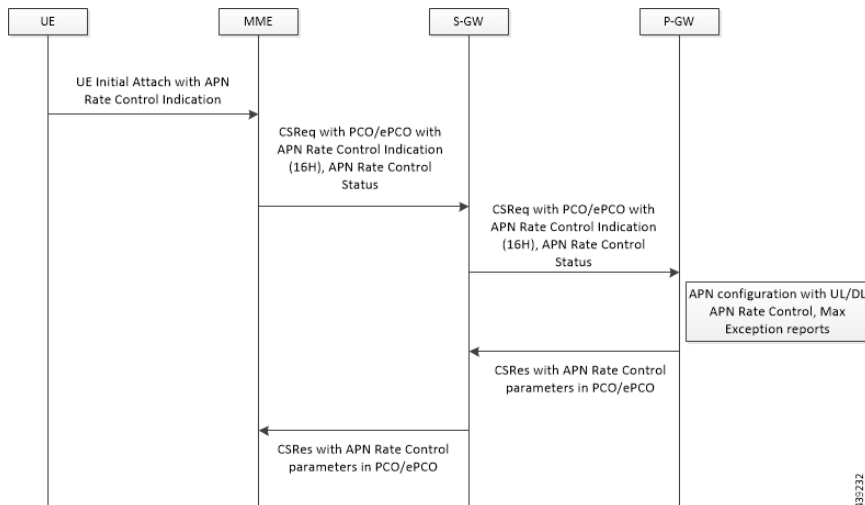 UE
MME
S-GW
P-GW
UE Initial Attach with APN
Rate Control Indication
CSReq with PCO/ePCO with
APN Rate Control Indication
(16H), APN Rate Control
Status
CSReq with PCO/ePCO with
APN Rate Control Indication
(16H), APN Rate Control
Status
APN configuration with UL/DL
APN Rate Control, Max
Exception reports
CSRes with APN Rate Control
parameters in PCO/ePCO
CSRes with APN Rate Control
parameters in PCO/ePCO